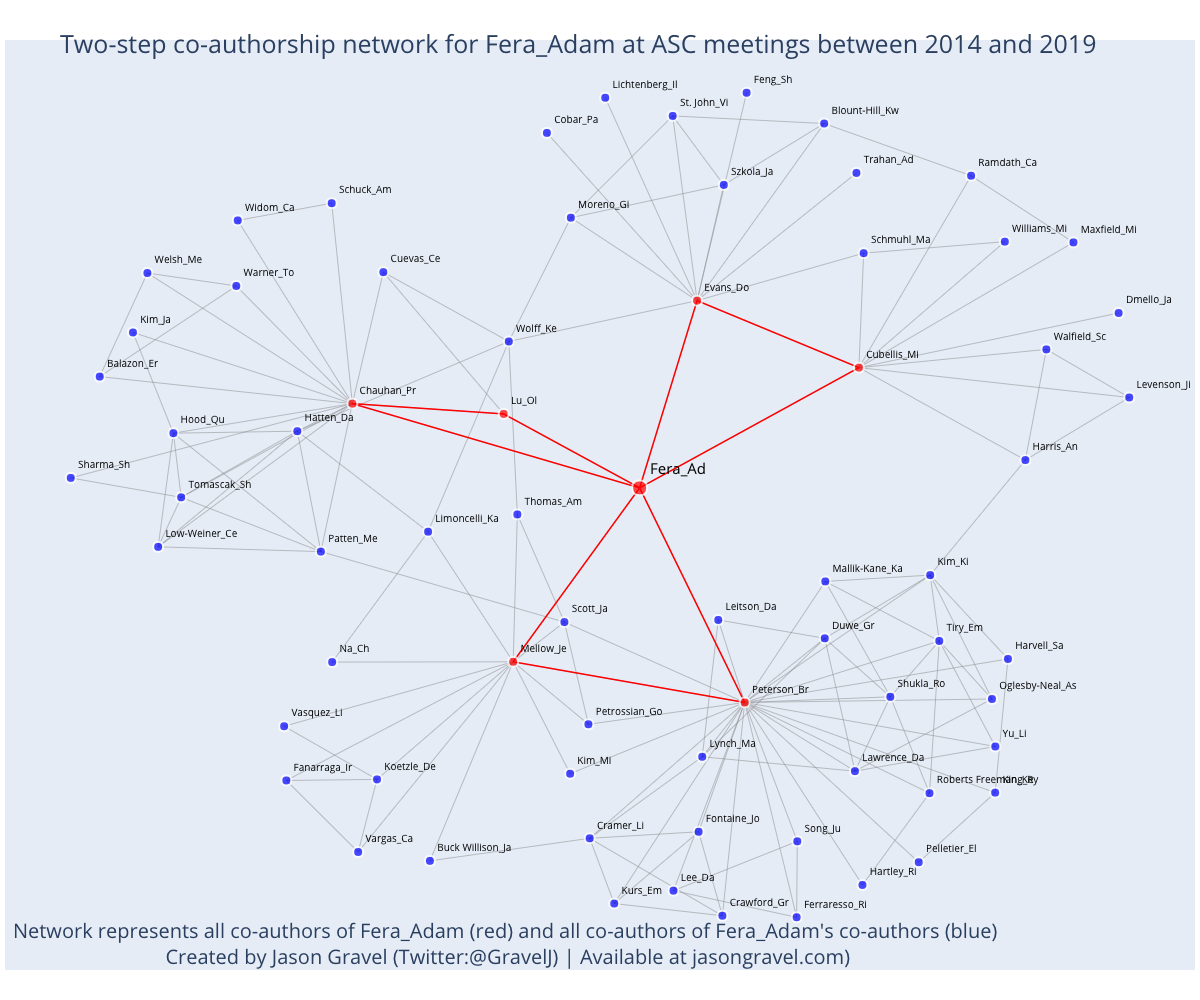 Two-step co-authorship network for Fera_Adam at ASC meetings between 2014 and 2019
Feng_Sh
Lichtenberg_Il
St. John_Vi
Blount-Hill_Kw
Cobar_Pa
Trahan_Ad
Ramdath_Ca
Szkola_Ja
Schuck_Am
Moreno_Gi
Widom_Ca
Williams_Mi
Maxfield_Mi
Schmuhl_Ma
Welsh_Me
Cuevas_Ce
Warner_To
Evans_Do
Dmello_Ja
Kim_Ja
Wolff_Ke
Walfield_Sc
Cubellis_Mi
Balazon_Er
Levenson_Ji
Chauhan_Pr
Lu_Ol
Hood_Qu
Hatten_Da
Harris_An
Sharma_Sh
Fera_Ad
Tomascak_Sh
Thomas_Am
Limoncelli_Ka
Low-Weiner_Ce
Patten_Me
Kim_Ki
Mallik-Kane_Ka
Scott_Ja
Leitson_Da
Duwe_Gr
Tiry_Em
Harvell_Sa
Na_Ch
Mellow_Je
Peterson_Br
Shukla_Ro
Oglesby-Neal_As
Vasquez_Li
Petrossian_Go
Yu_Li
Lynch_Ma
Lawrence_Da
Kim_Mi
Fanarraga_Ir
Koetzle_De
Roberts Freeman_Ke
Fontaine_Jo
Cramer_Li
Song_Ju
Vargas_Ca
Buck Willison_Ja
Pelletier_El
Hartley_Ri
Lee_Da
Kurs_Em
Crawford_Gr
Ferraresso_Ri
Network represents all co-authors of Fera_Adam (red) and all co-authors of Fera_Adam's co-authors (blue)
Created by Jason Gravel (Twitter:@GravelJ) | Available at jasongravel.com)